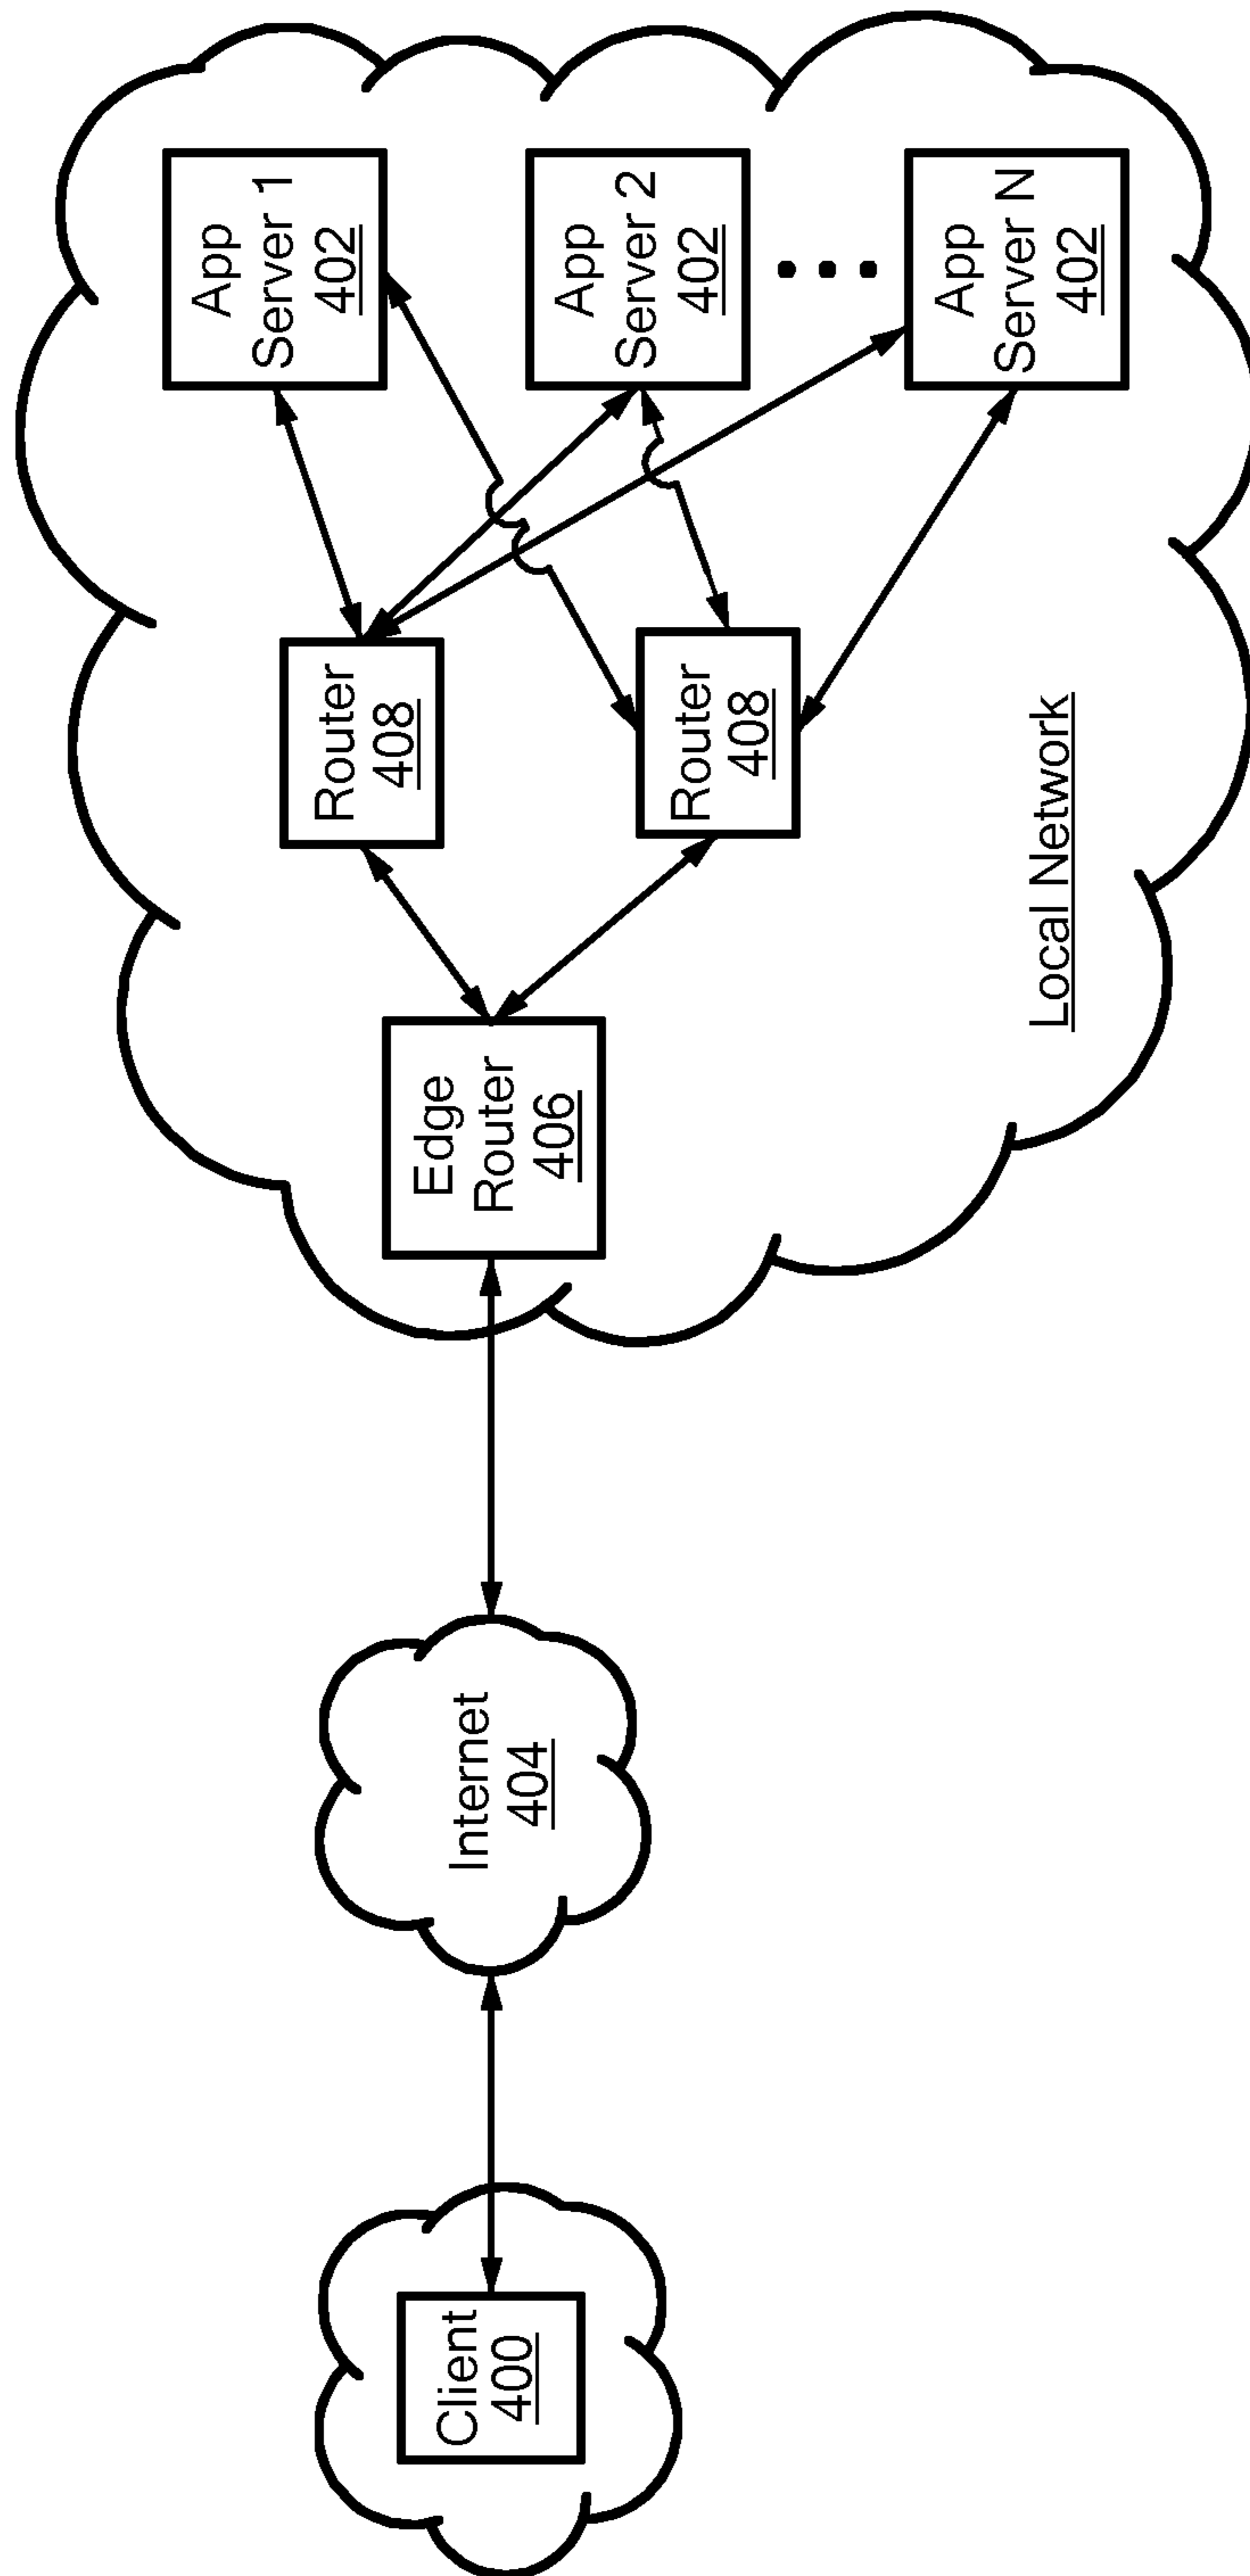 Client
400
Internet
404
Edge
Router
406
Router
408
Router
408
App
Server 1
402
App
Server 2
402
App
Server N
402
Local Network